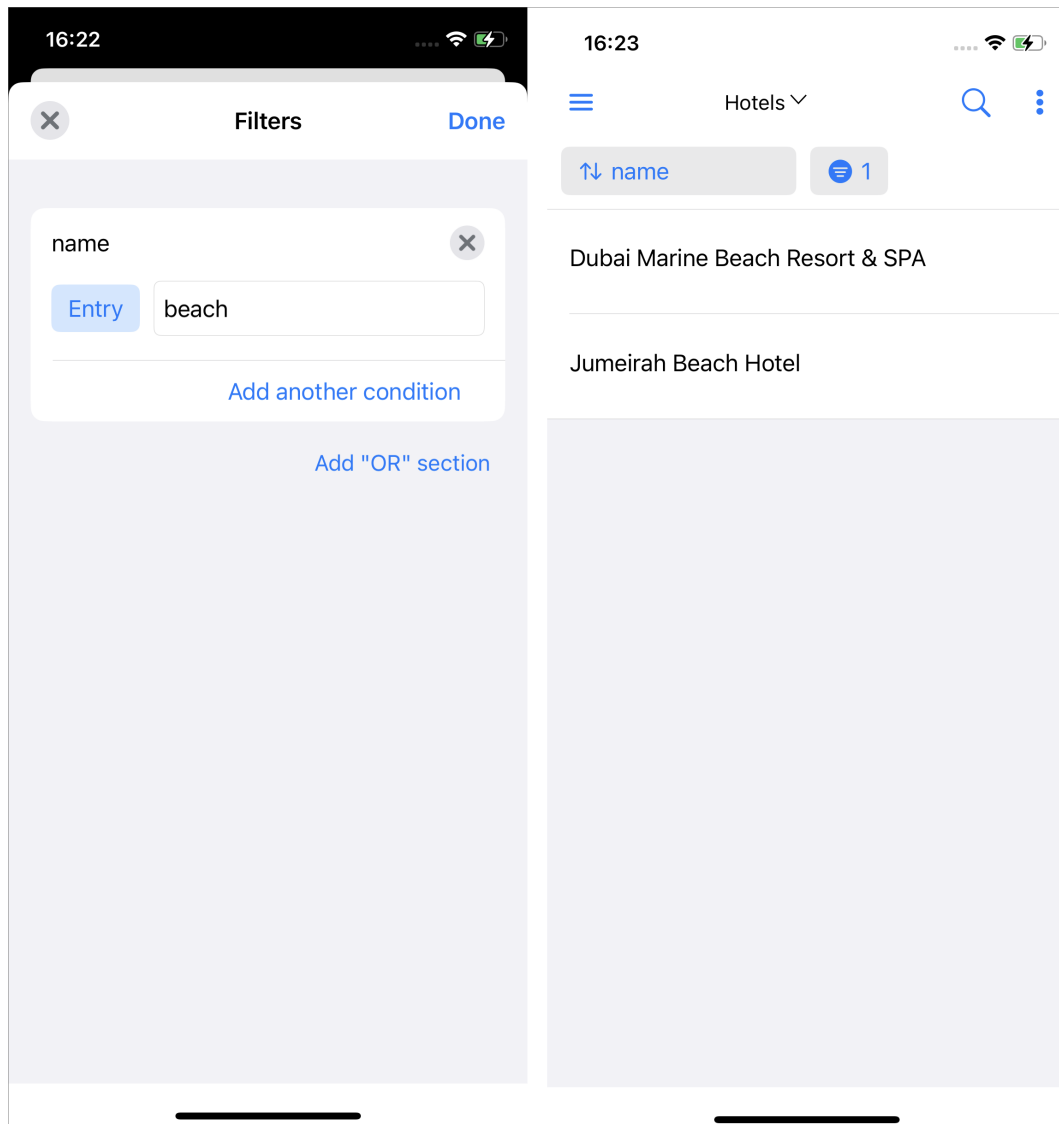 16:22
Filters
Done
name
Entry
beach
Add another condition
Add "OR" section
16:23
Hotels
name
1
Dubai Marine Beach Resort & SPA
Jumeirah Beach Hotel